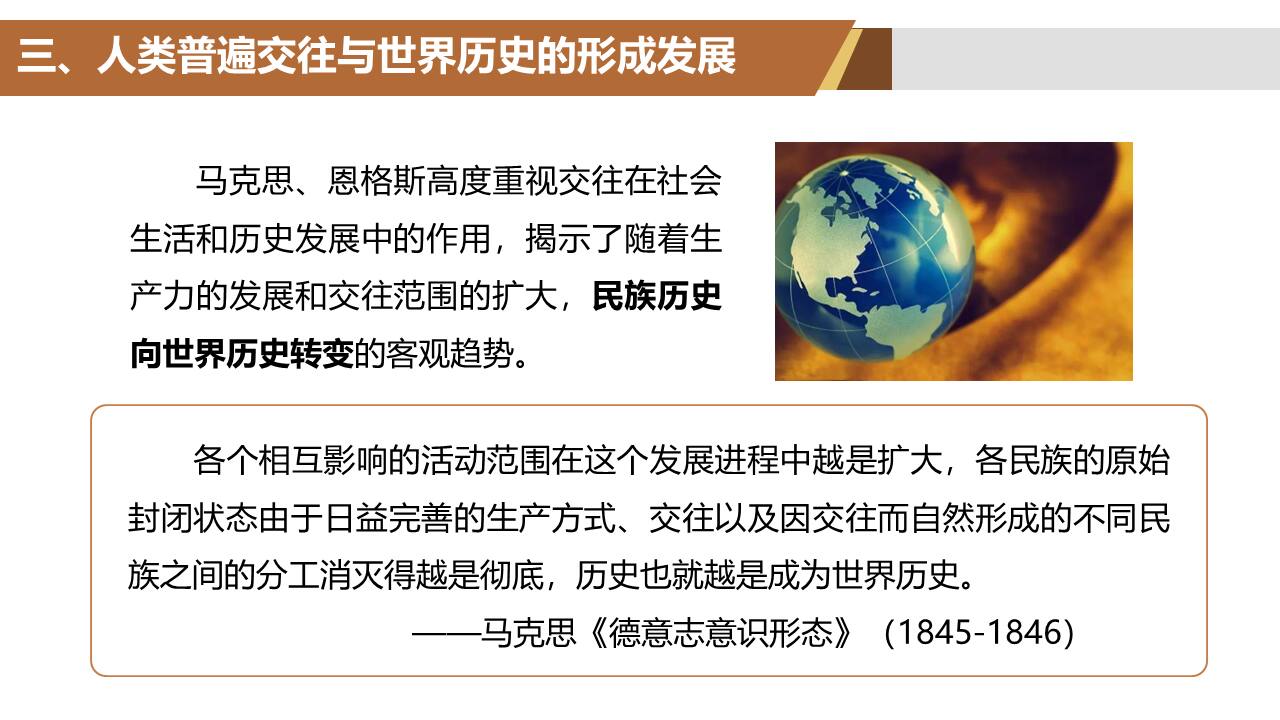 三、人类普遍交往与世界历史的形成发展
马克思、恩格斯高度重视交往在社会
生活和历史发展中的作用，揭示了随着生
产力的发展和交往范围的扩大，民族历史
向世界历史转变的客观趋势。
各个相互影响的活动范围在这个发展进程中越是扩大，各民族的原始
封闭状态由于日益完善的生产方式、交往以及因交往而自然形成的不同民
族之间的分工消灭得越是彻底，历史也就越是成为世界历史。
——马克思《德意志意识形态》（1845-1846）